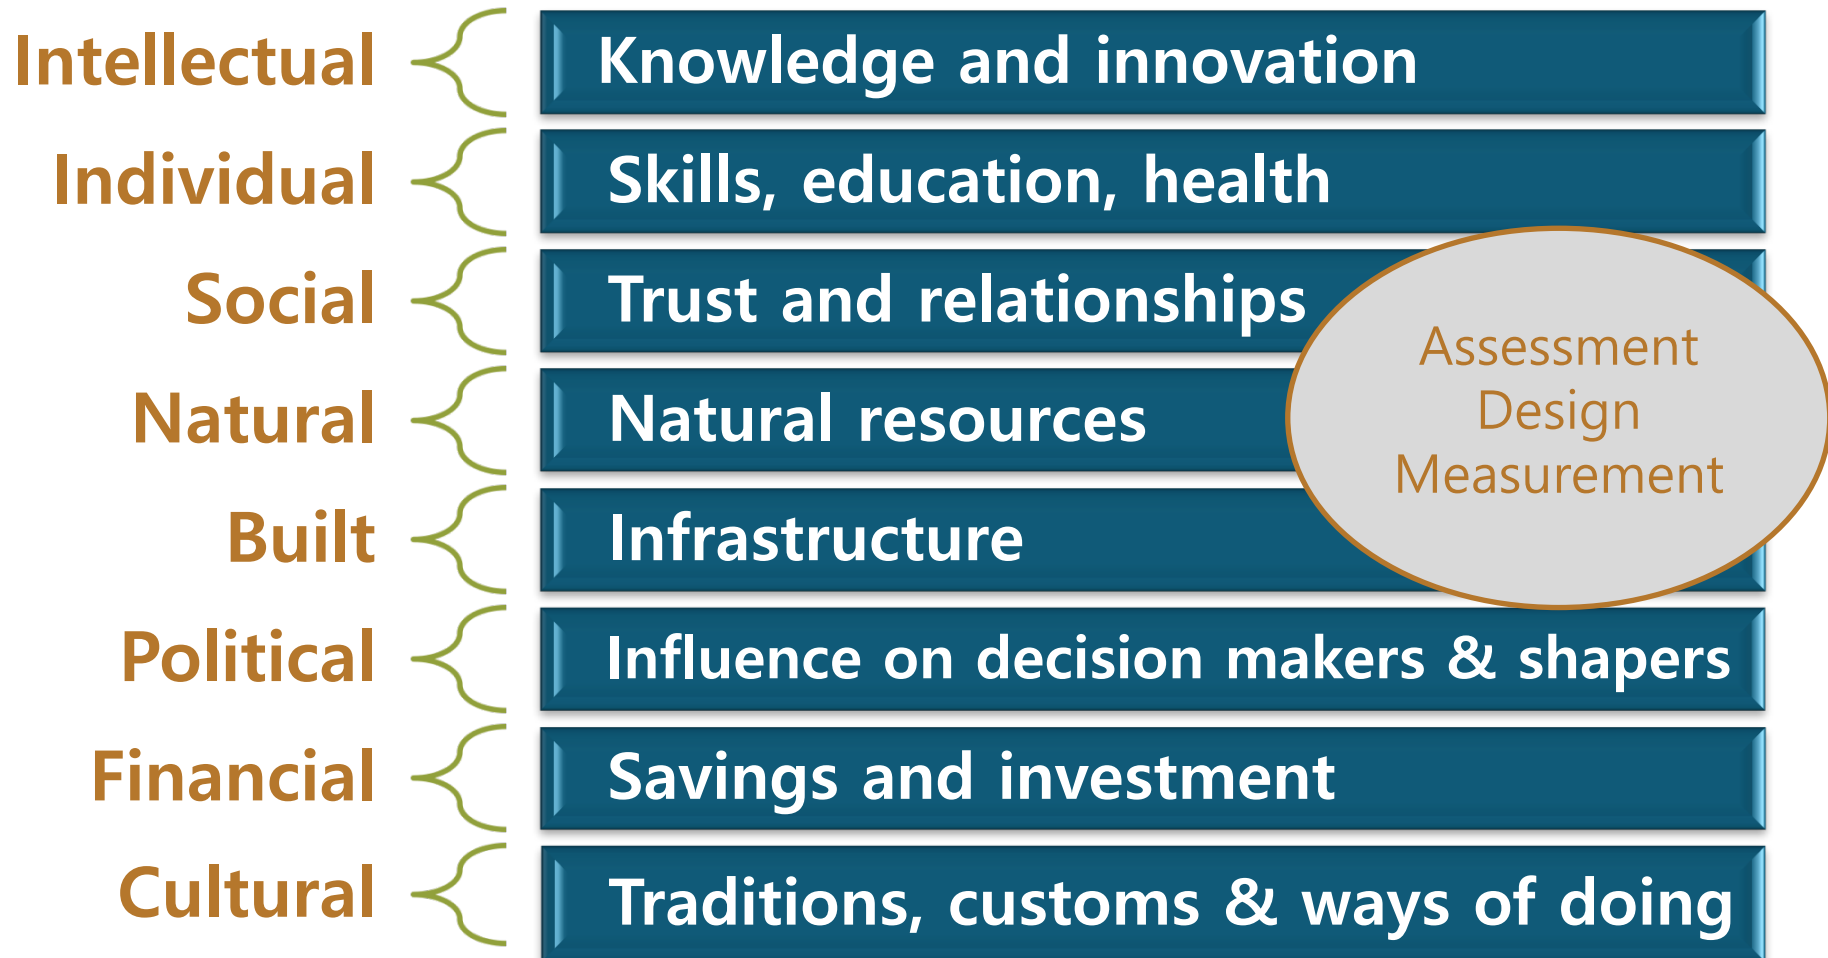 Intellectual
Knowledge and innovation
Individual
Skills, education, health
Social
Trust and relationships
Natural
Natural resources
Built
Infrastructure
Political
Influence on decision makers & shapers
Financial
Savings and investment
Cultural
Traditions, customs & ways of doing
Assessment
Design
Measurement